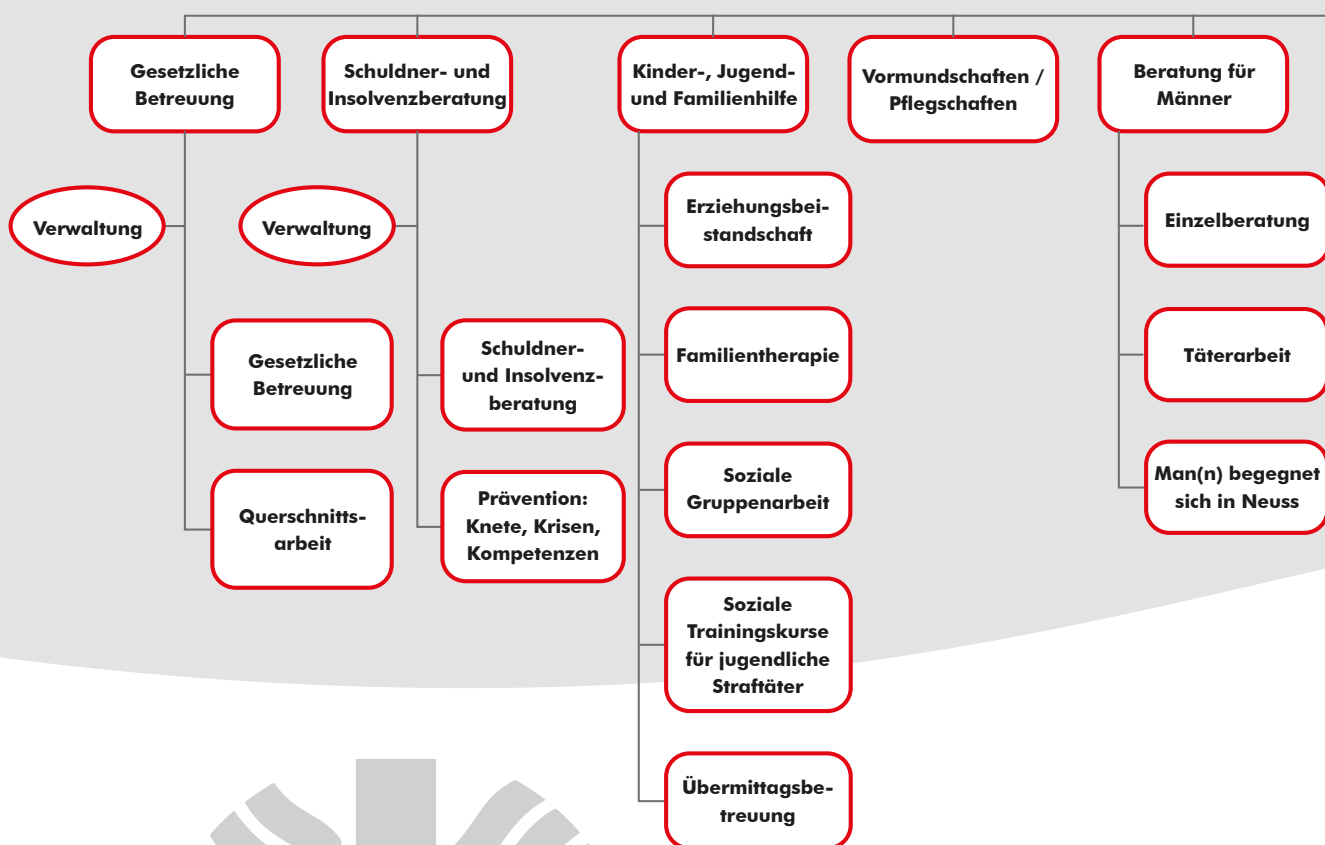 Gesetzliche
Betreuung
Schuldner- und
Insolvenzberatung
Kinder-, Jugend-
und Familienhilfe
Vormundschaften /
Pflegschaften
Beratung für
Männer
Verwaltung
Verwaltung
Gesetzliche
Betreuung
Querschnitts-
arbeit
Schuldner-
und Insolvenz-
beratung
Prävention:
Knete, Krisen,
Kompetenzen
Erziehungsbei-
standschaft
Familientherapie
Soziale
Gruppenarbeit
Soziale
Trainingskurse
für jugendliche
Straftäter
Übermittagsbe-
treuung
Einzelberatung
Täterarbeit
Man(n) begegnet
sich in Neuss